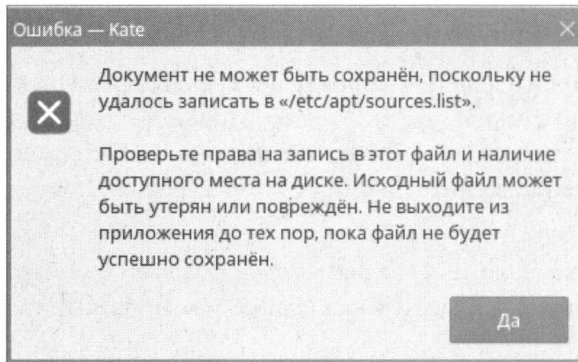 Ошибка — Kate
Документ не может быть сохранён, поскольку не
удалось записать в «/etc/apt/sources.list».
Проверьте права на запись в этот файл и наличие
доступного места на диске. Исходный файл может
быть утерян или повреждён. Не выходите из
приложения до тех пор, пока файл не будет
успешно сохранён.
Да